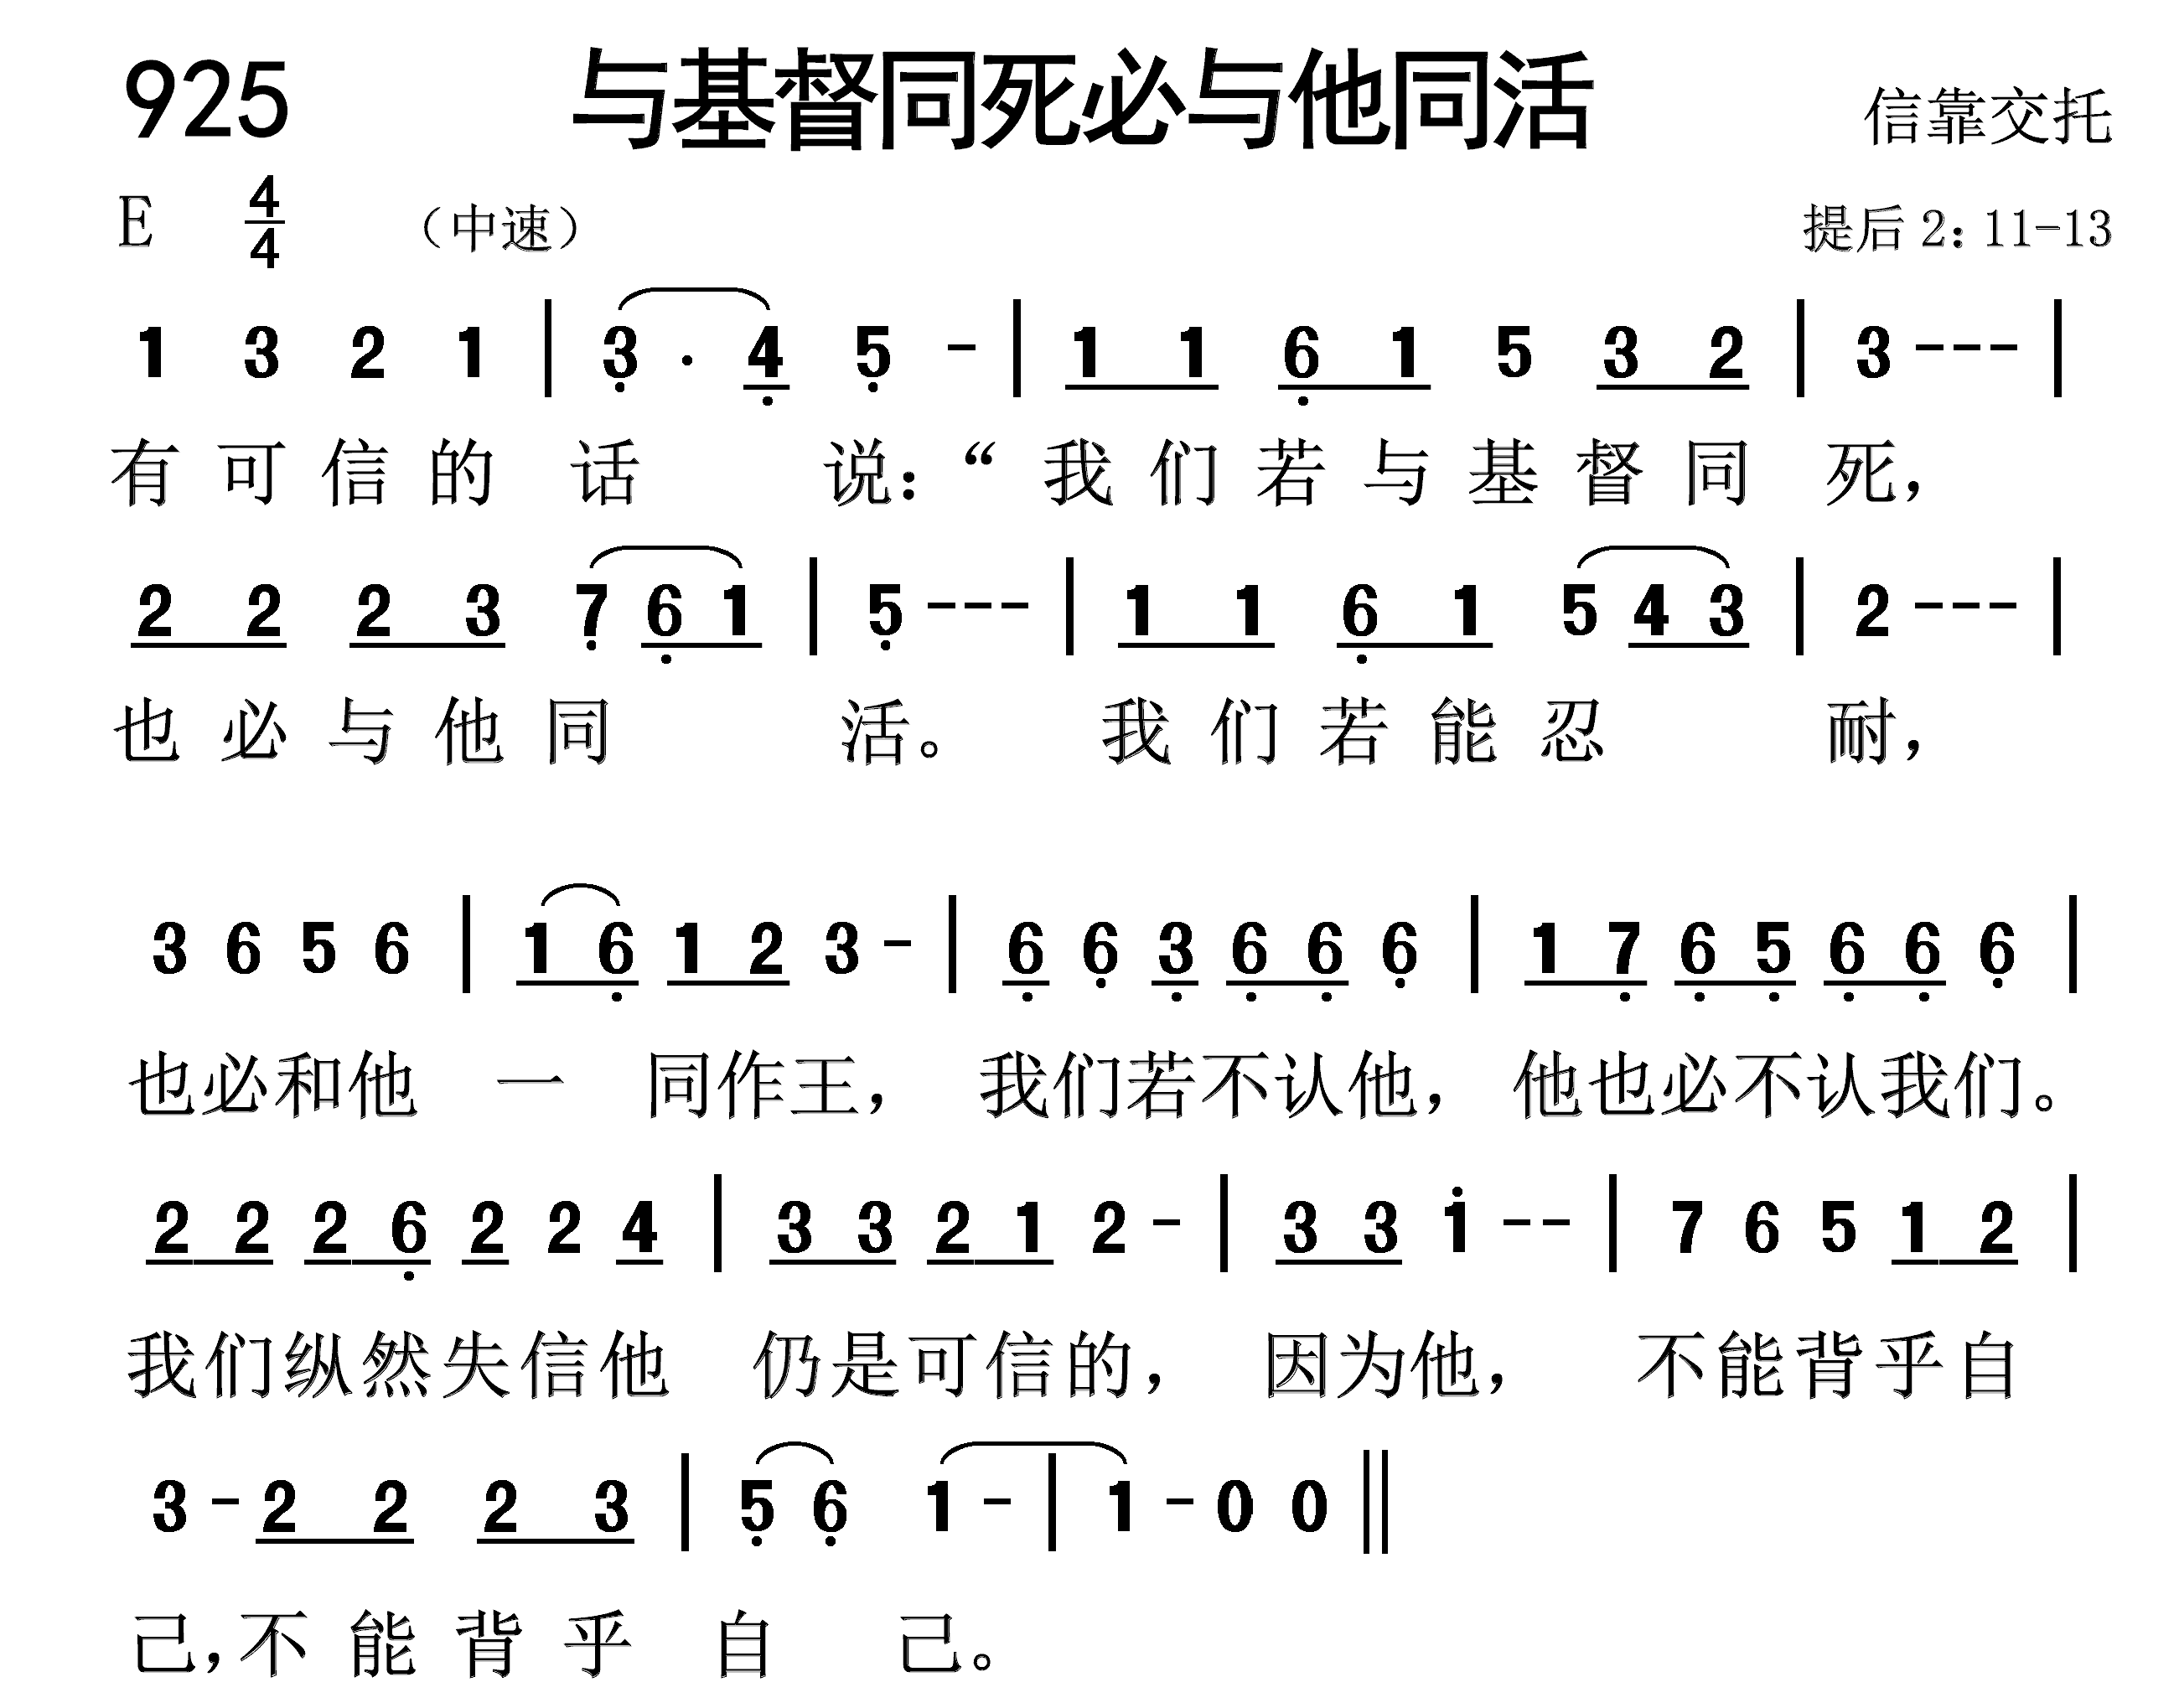 925 与基督同死必与他同活 信靠交托
E 4/4 （中速） 提后 2：11-13
1 3 2 1 | 3̣ · 4̣ 5̣ - | 1 1 6̣ 1 5 3 2 | 3 - - - |
有 可 信 的 话 说：“ 我 们 若 与 基 督 同 死，
2 2 2 3 7̣ 6̣ 1 | 5̣ - - - | 1 1 6̣ 1 5 4 3 | 2 - - - |
也 必 与 他 同 活。 我 们 若 能 忍 耐，
3 6 5 6 | 1 6̣ 1 2 3 - | 6̣ 6̣ 3̣ 6̣ 6̣ 6̣ | 1 7̣ 6̣ 5̣ 6̣ 6̣ 6̣ |
也必和他 一 同作王， 我们若不认他，他也必不认我们。
2 2 2 6̣ 2 2 4 | 3 3 2 1 2 - | 3 3 1̇ - - | 7 6 5 1 2 |
我们纵然失信他 仍是可信的， 因为他， 不能背乎自
3 - 2 2 2 3 | 5̣ 6̣ 1 - | 1 - 0 0 ‖
己，不 能 背 乎 自 己。